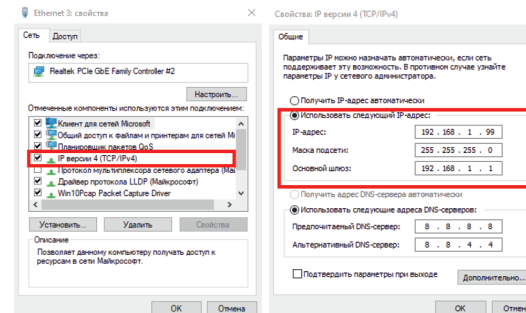 Ethernet 3: свойства
Сеть
Доступ
Подключение через:
Realtek PCIe GbE Family Controller #2
Настроить...
Отмеченные компоненты используются этим подключением:
Клиент для сетей Microsoft
Общий доступ к файлам и принтерам для сетей Mi
Планировщик пакетов QoS
IP версии 4 (TCP/IPv4)
Протокол мультиплексора сетевого адаптера (Май
Драйвер протокола LLDP (Майкрософт)
Win10Pcap Packet Capture Driver
Установить...
Удалить
Свойства
Описание
Позволяет данному компьютеру получать доступ к
ресурсам в сети Майкрософт.
OK
Отмена
Свойства: IP версии 4 (TCP/IPv4)
Общие
Параметры IP можно назначать автоматически, если сеть
поддерживает эту возможность. В противном случае узнайте
параметры IP у сетевого администратора.
Получить IP-адрес автоматически
Использовать следующий IP-адрес:
IP-адрес: 192 . 168 . 1 . 99
Маска подсети: 255 . 255 . 255 . 0
Основной шлюз: 192 . 168 . 1 . 1
Получить адрес DNS-сервера автоматически
Использовать следующие адреса DNS-серверов:
Предпочитаемый DNS-сервер: 8 . 8 . 8 . 8
Альтернативный DNS-сервер: 8 . 8 . 4 . 4
Подтвердить параметры при выходе
Дополнительно...
OK
Отмен